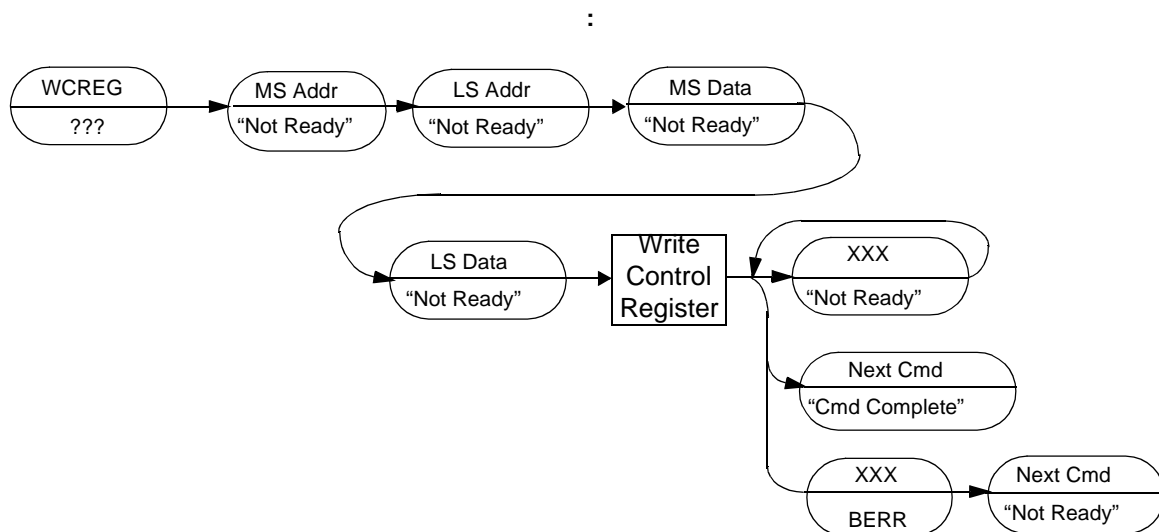 :
WCREG
???
MS Addr
“Not Ready”
LS Addr
“Not Ready”
MS Data
“Not Ready”
LS Data
“Not Ready”
Write
Control
Register
XXX
“Not Ready”
Next Cmd
“Cmd Complete”
XXX
BERR
Next Cmd
“Not Ready”